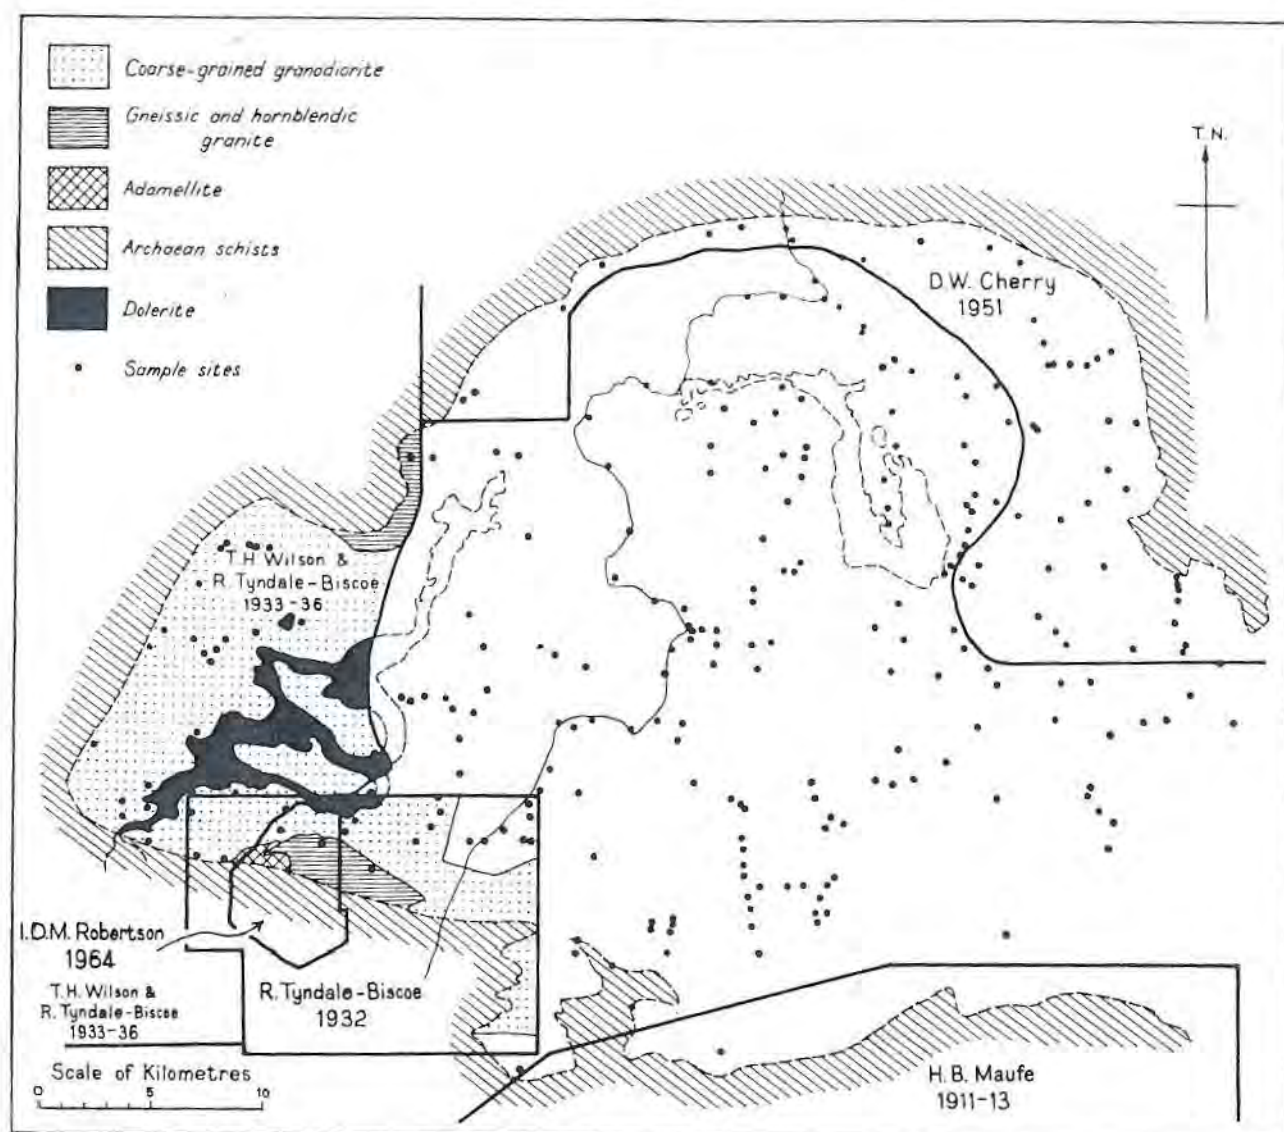 Coarse-grained granodiorite
Gneissic and hornblendic
granite
Adamellite
Archaean schists
Dolerite
Sample sites
T.N.
D.W. Cherry
1951
T.H. Wilson &
R. Tyndale-Biscoe
1933-36
I.D.M. Robertson
1964
T.H. Wilson &
R. Tyndale-Biscoe
1933-36
R. Tyndale-Biscoe
1932
Scale of Kilometres
0 5 10
H.B. Maufe
1911-13